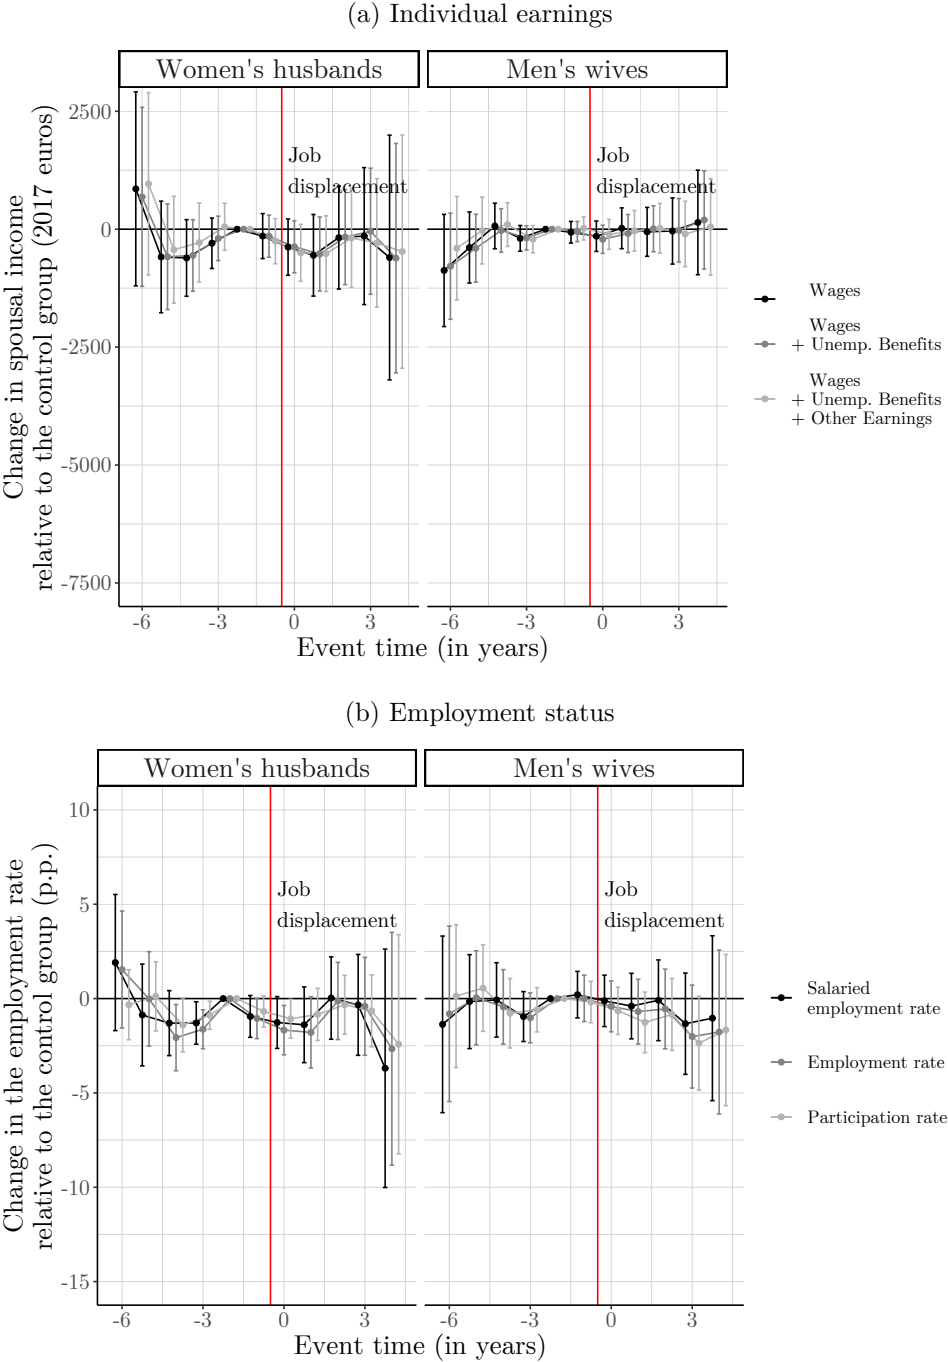 (a) Individual earnings
Women's husbands
Men's wives
Change in spousal income
relative to the control group (2017 euros)
2500
0
-2500
-5000
-7500
Job
displacement
Job
displacement
-6
-3
0
3
-6
-3
0
3
Event time (in years)
Wages
Wages
+ Unemp. Benefits
Wages
+ Unemp. Benefits
+ Other Earnings
(b) Employment status
Women's husbands
Men's wives
Change in the employment rate
relative to the control group (p.p.)
10
5
0
-5
-10
-15
Job
displacement
Job
displacement
-6
-3
0
3
-6
-3
0
3
Event time (in years)
Salaried
employment rate
Employment rate
Participation rate